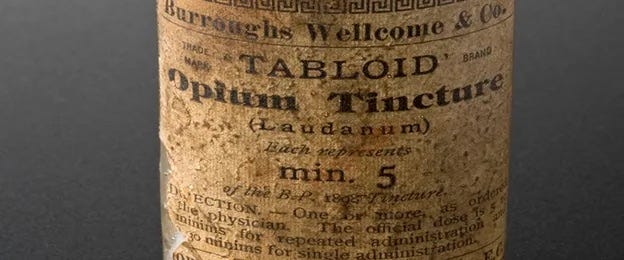 Burroughs Wellcome & Co.
TRADE MARK 'TABLOID' BRAND
Opium Tincture
(Laudanum)
Each represents
min. 5
of the B.P. 1898 Tincture.
DIRECTION. — One or more, as ordered
the physician. The official dose is 5
minims for repeated administration and
30 minims for single administration.